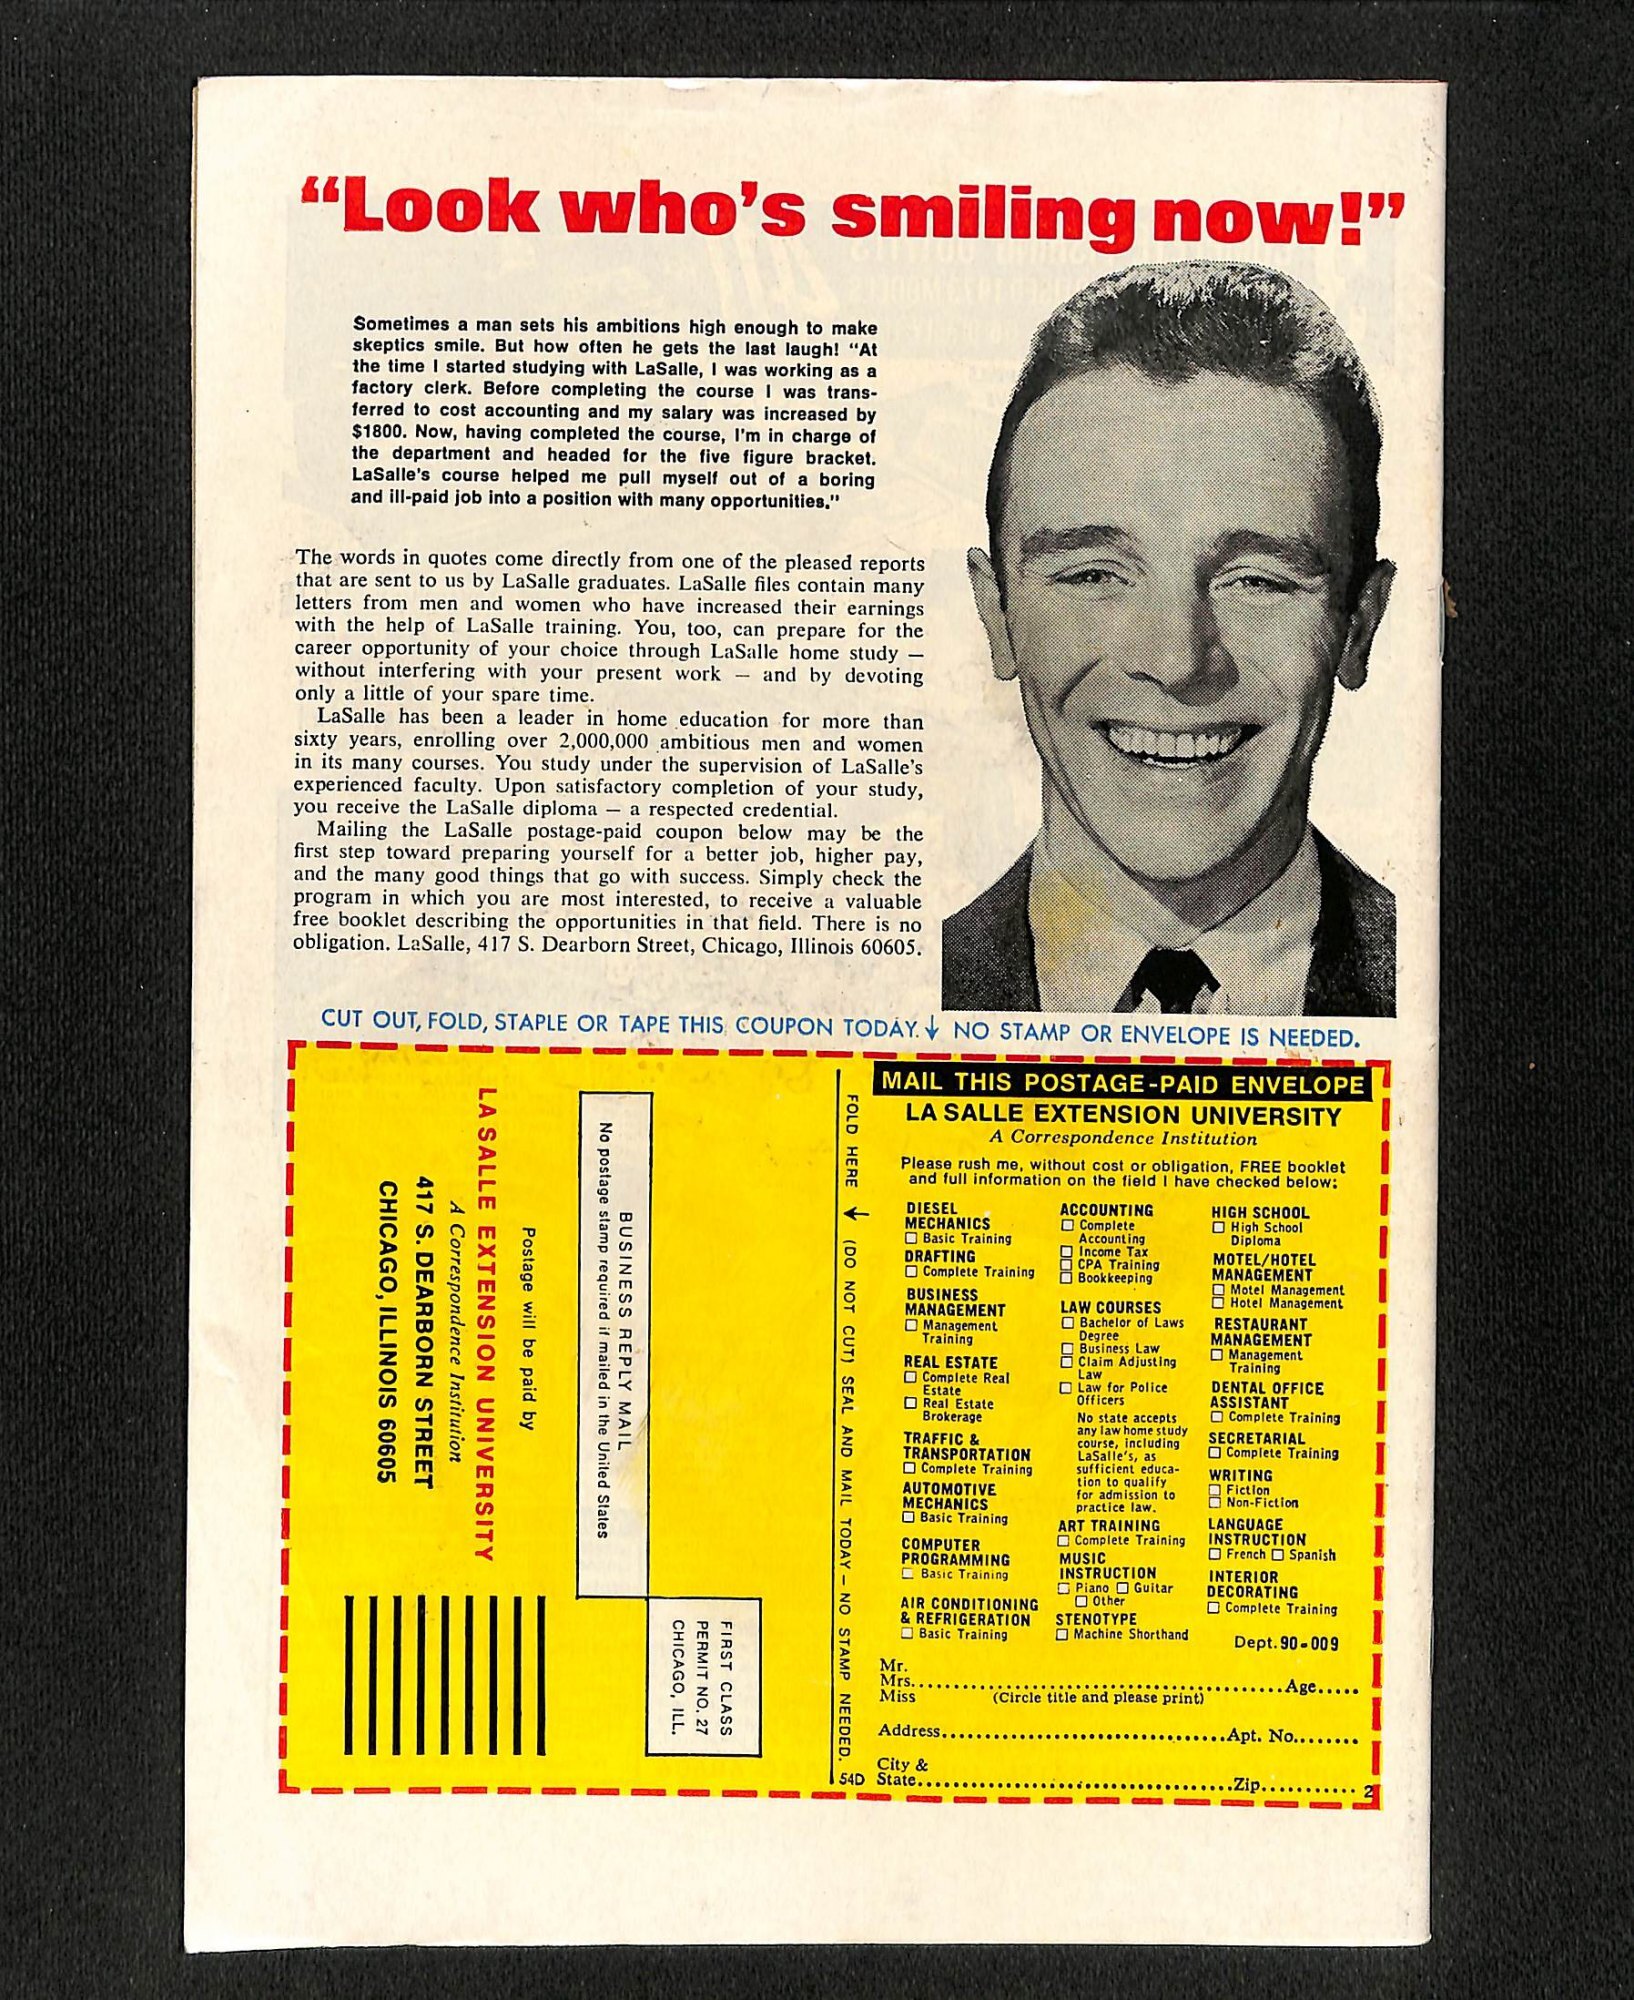 “Look who’s smiling now!”
Sometimes a man sets his ambitions high enough to make
skeptics smile. But how often he gets the last laugh! “At
the time I started studying with LaSalle, I was working as a
factory clerk. Before completing the course I was trans-
ferred to cost accounting and my salary was increased by
$1800. Now, having completed the course, I'm in charge of
the department and headed for the five figure bracket.
LaSalle's course helped me pull myself out of a boring
and ill-paid job into a position with many opportunities."
The words in quotes come directly from one of the pleased reports
that are sent to us by LaSalle graduates. LaSalle files contain many
letters from men and women who have increased their earnings
with the help of LaSalle training. You, too, can prepare for the
career opportunity of your choice through LaSalle home study —
without interfering with your present work — and by devoting
only a little of your spare time.
LaSalle has been a leader in home education for more than
sixty years, enrolling over 2,000,000 ambitious men and women
in its many courses. You study under the supervision of LaSalle's
experienced faculty. Upon satisfactory completion of your study,
you receive the LaSalle diploma — a respected credential.
Mailing the LaSalle postage-paid coupon below may be the
first step toward preparing yourself for a better job, higher pay,
and the many good things that go with success. Simply check the
program in which you are most interested, to receive a valuable
free booklet describing the opportunities in that field. There is no
obligation. LaSalle, 417 S. Dearborn Street, Chicago, Illinois 60605.
CUT OUT, FOLD, STAPLE OR TAPE THIS COUPON TODAY. ↓ NO STAMP OR ENVELOPE IS NEEDED.
FIRST CLASS
PERMIT NO. 27
CHICAGO, ILL.
BUSINESS REPLY MAIL
No postage stamp required if mailed in the United States
Postage will be paid by
LA SALLE EXTENSION UNIVERSITY
A Correspondence Institution
417 S. DEARBORN STREET
CHICAGO, ILLINOIS 60605
FOLD HERE → (DO NOT CUT) SEAL AND MAIL TODAY — NO STAMP NEEDED.
54D
MAIL THIS POSTAGE-PAID ENVELOPE
LA SALLE EXTENSION UNIVERSITY
A Correspondence Institution
Please rush me, without cost or obligation, FREE booklet
and full information on the field I have checked below:
DIESEL
MECHANICS
☐ Basic Training
DRAFTING
☐ Complete Training
BUSINESS
MANAGEMENT
☐ Management
Training
REAL ESTATE
☐ Complete Real
Estate
☐ Real Estate
Brokerage
TRAFFIC &
TRANSPORTATION
☐ Complete Training
AUTOMOTIVE
MECHANICS
☐ Basic Training
COMPUTER
PROGRAMMING
☐ Basic Training
AIR CONDITIONING
& REFRIGERATION
☐ Basic Training
ACCOUNTING
☐ Complete
Accounting
☐ Income Tax
☐ CPA Training
☐ Bookkeeping
LAW COURSES
☐ Bachelor of Laws
Degree
☐ Business Law
☐ Claim Adjusting
Law
☐ Law for Police
Officers
No state accepts
any law home study
course, including
LaSalle's, as
sufficient educa-
tion to qualify
for admission to
practice law.
ART TRAINING
☐ Complete Training
MUSIC
INSTRUCTION
☐ Piano ☐ Guitar
☐ Other
STENOTYPE
☐ Machine Shorthand
HIGH SCHOOL
☐ High School
Diploma
MOTEL/HOTEL
MANAGEMENT
☐ Motel Management
☐ Hotel Management
RESTAURANT
MANAGEMENT
☐ Management
Training
DENTAL OFFICE
ASSISTANT
☐ Complete Training
SECRETARIAL
☐ Complete Training
WRITING
☐ Fiction
☐ Non-Fiction
LANGUAGE
INSTRUCTION
☐ French ☐ Spanish
INTERIOR
DECORATING
☐ Complete Training
Dept. 90-009
Mr.
Mrs. .......... Age.....
Miss (Circle title and please print)
Address.......... Apt. No........
City &
State.......... Zip.......... 2